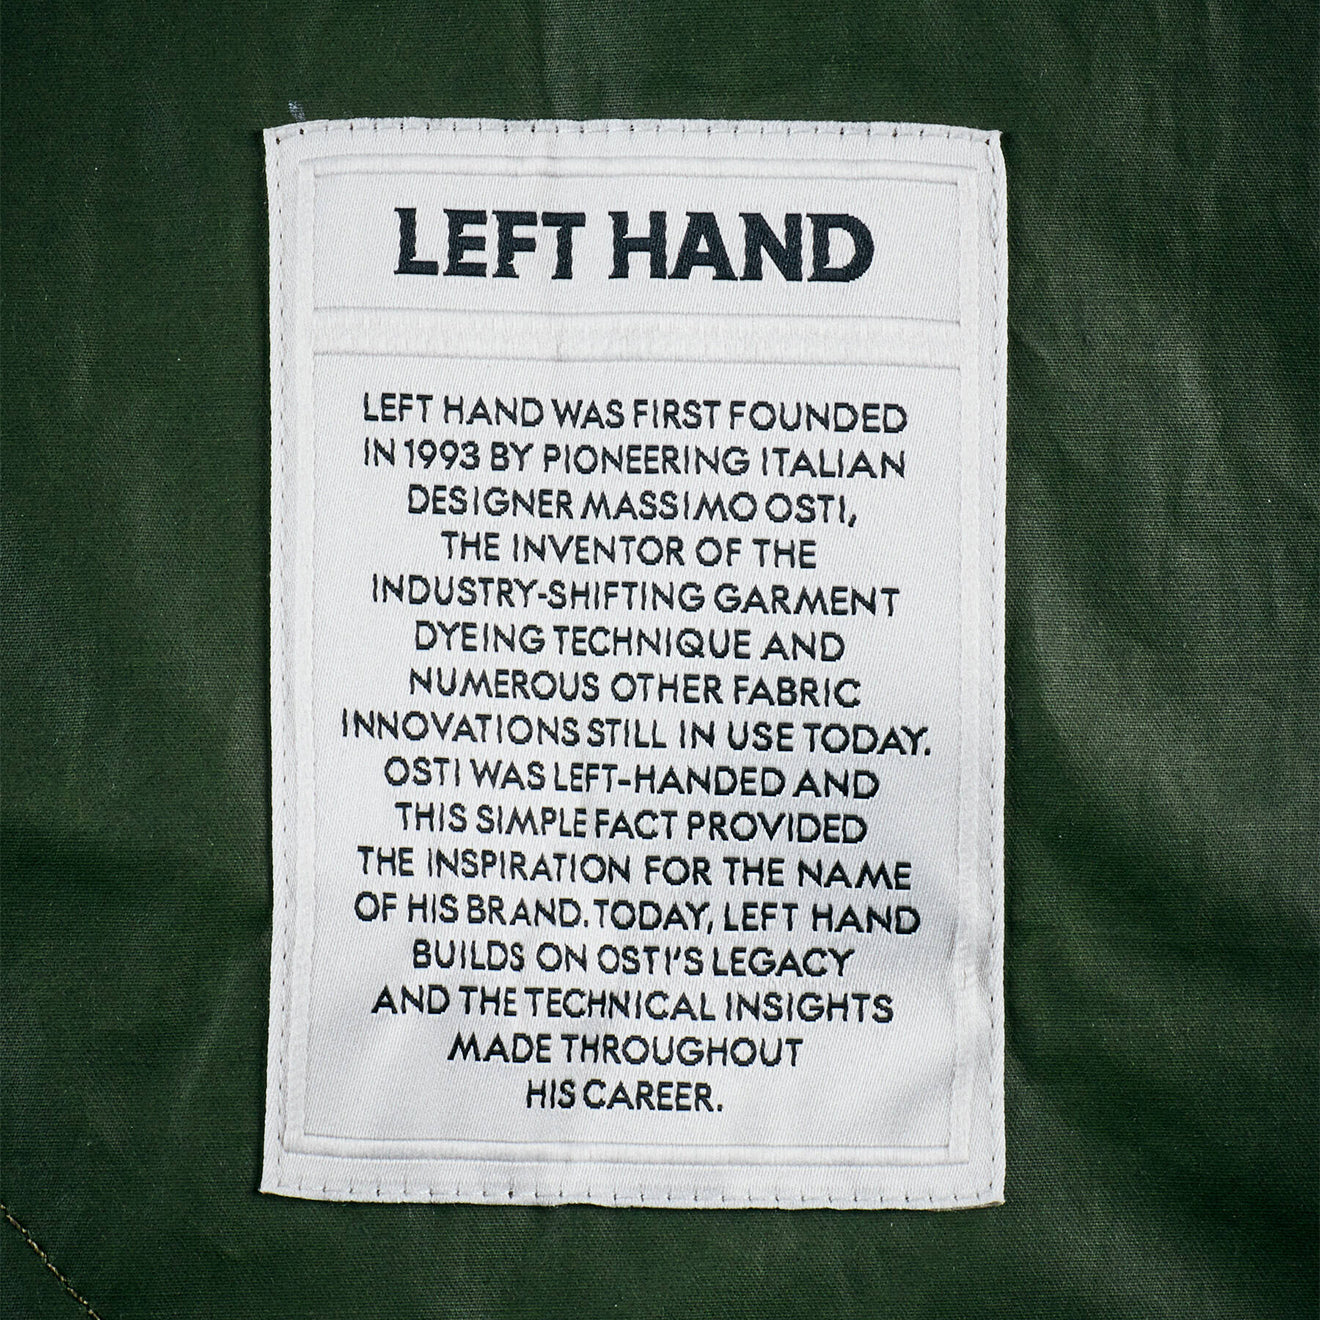 LEFT HAND
LEFT HAND WAS FIRST FOUNDED
IN 1993 BY PIONEERING ITALIAN
DESIGNER MASSIMO OSTI,
THE INVENTOR OF THE
INDUSTRY-SHIFTING GARMENT
DYEING TECHNIQUE AND
NUMEROUS OTHER FABRIC
INNOVATIONS STILL IN USE TODAY.
OSTI WAS LEFT-HANDED AND
THIS SIMPLE FACT PROVIDED
THE INSPIRATION FOR THE NAME
OF HIS BRAND. TODAY, LEFT HAND
BUILDS ON OSTI'S LEGACY
AND THE TECHNICAL INSIGHTS
MADE THROUGHOUT
HIS CAREER.